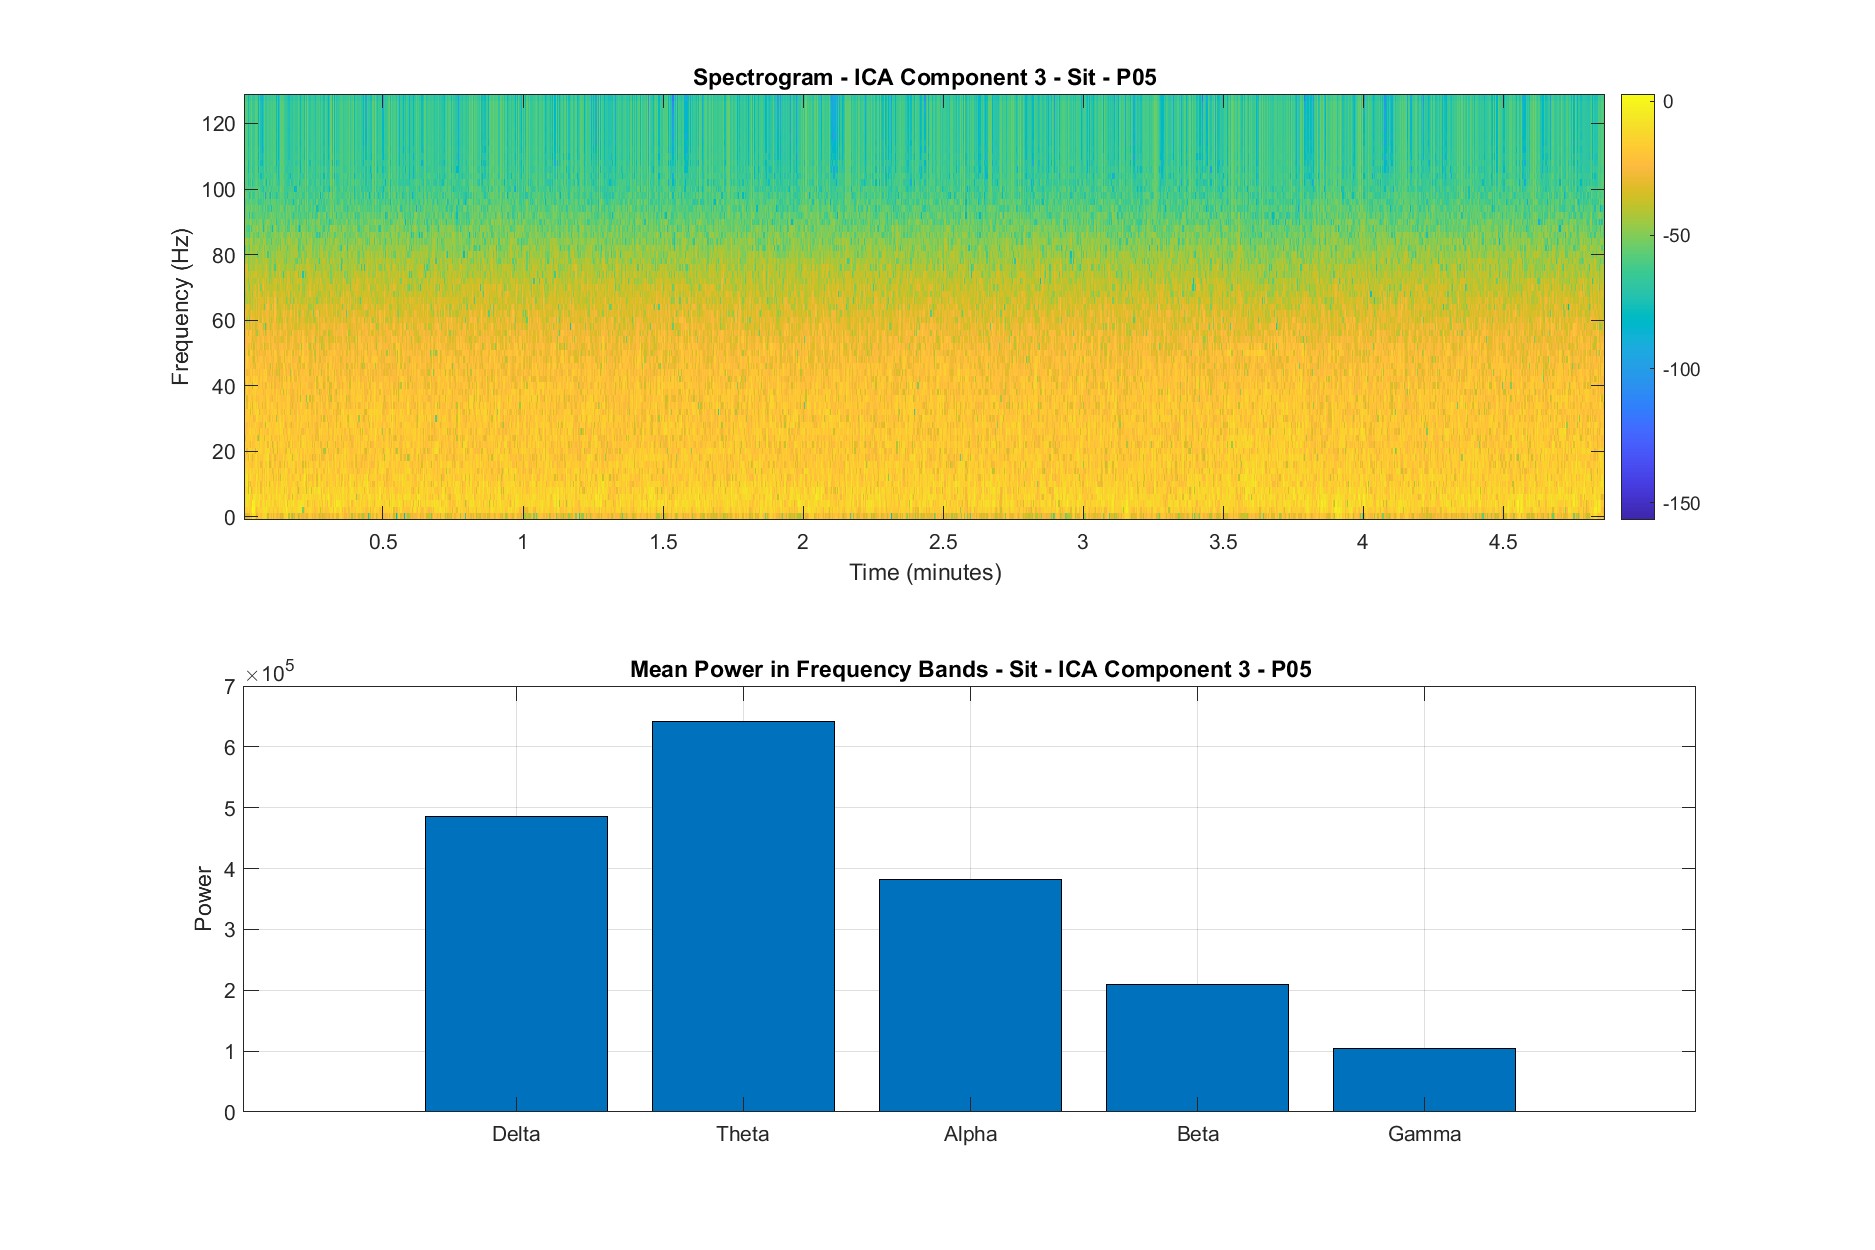 Spectrogram - ICA Component 3 - Sit - P05
120
100
80
60
40
20
0
Frequency (Hz)
0.5 1 1.5 2 2.5 3 3.5 4 4.5
Time (minutes)
0
-50
-100
-150
Mean Power in Frequency Bands - Sit - ICA Component 3 - P05
×10^5
7
6
5
4
3
2
1
0
Power
Delta Theta Alpha Beta Gamma